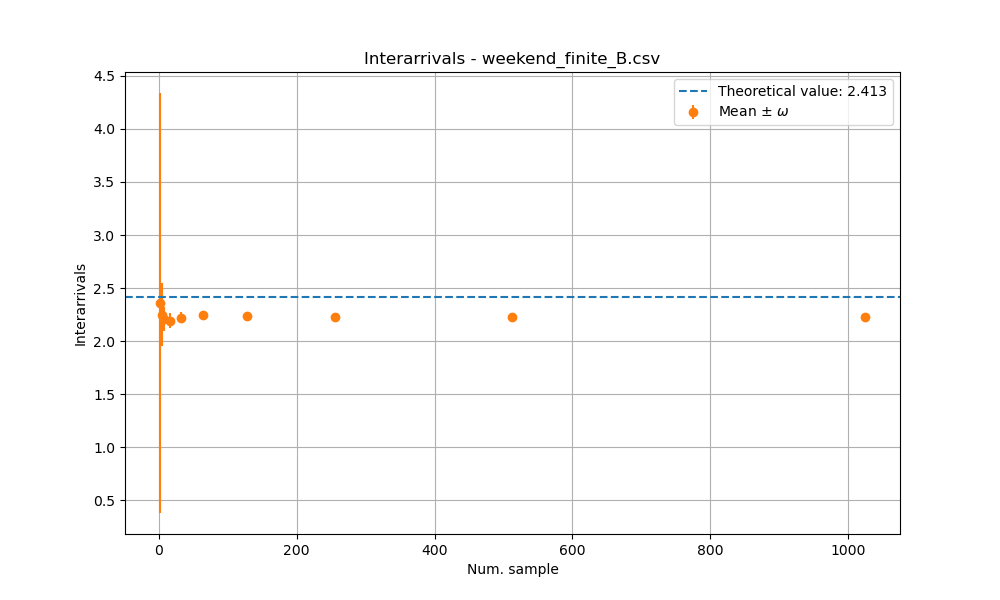 Interarrivals - weekend_finite_B.csv
Theoretical value: 2.413
Mean ± ω
Interarrivals
4.5
4.0
3.5
3.0
2.5
2.0
1.5
1.0
0.5
0 200 400 600 800 1000
Num. sample